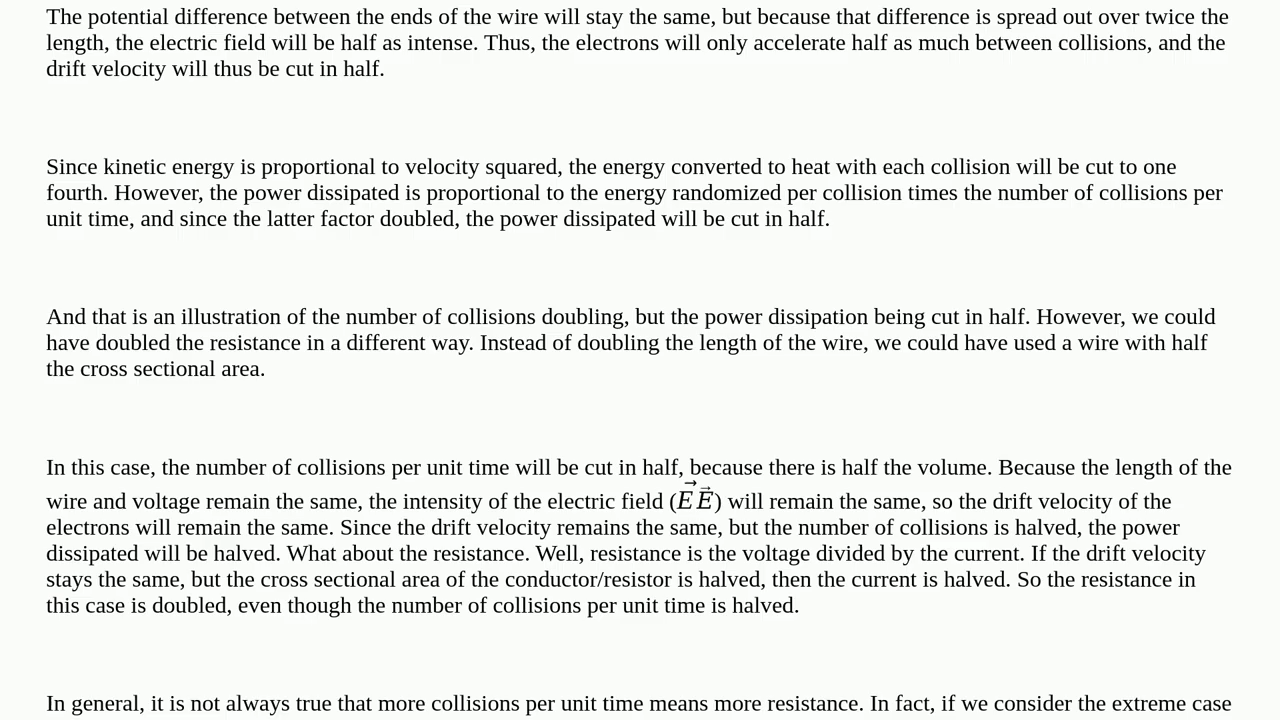 The potential difference between the ends of the wire will stay the same, but because that difference is spread out over twice the
length, the electric field will be half as intense. Thus, the electrons will only accelerate half as much between collisions, and the
drift velocity will thus be cut in half.
Since kinetic energy is proportional to velocity squared, the energy converted to heat with each collision will be cut to one
fourth. However, the power dissipated is proportional to the energy randomized per collision times the number of collisions per
unit time, and since the latter factor doubled, the power dissipated will be cut in half.
And that is an illustration of the number of collisions doubling, but the power dissipation being cut in half. However, we could
have doubled the resistance in a different way. Instead of doubling the length of the wire, we could have used a wire with half
the cross sectional area.
In this case, the number of collisions per unit time will be cut in half, because there is half the volume. Because the length of the
wire and voltage remain the same, the intensity of the electric field (E⃗ E⃗) will remain the same, so the drift velocity of the
electrons will remain the same. Since the drift velocity remains the same, but the number of collisions is halved, the power
dissipated will be halved. What about the resistance. Well, resistance is the voltage divided by the current. If the drift velocity
stays the same, but the cross sectional area of the conductor/resistor is halved, then the current is halved. So the resistance in
this case is doubled, even though the number of collisions per unit time is halved.
In general, it is not always true that more collisions per unit time means more resistance. In fact, if we consider the extreme case